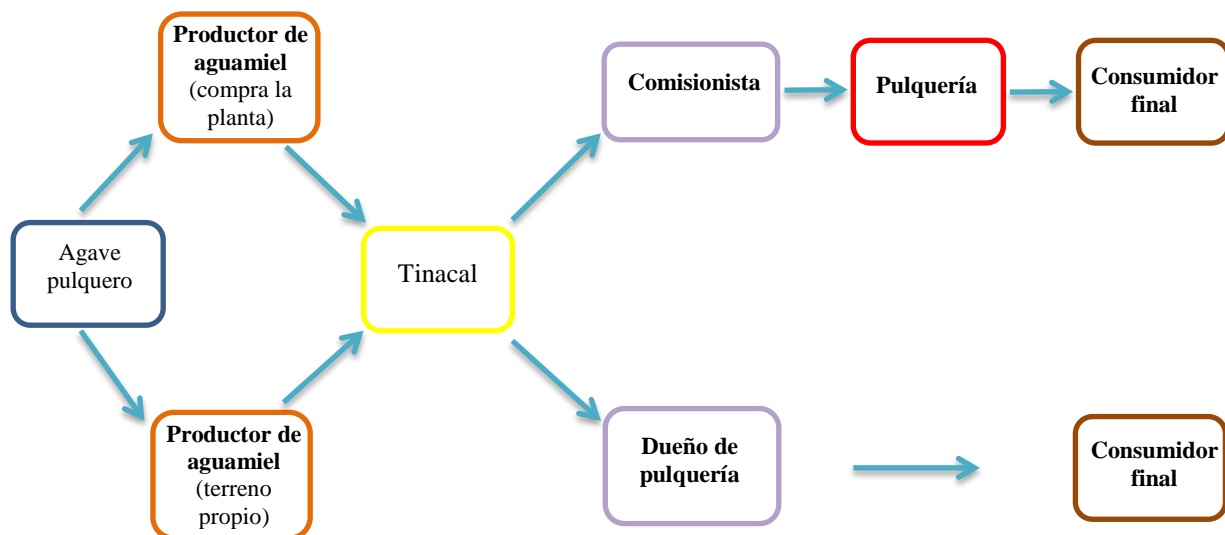 Productor de
aguamiel
(compra la
planta)
Comisionista
Pulquería
Consumidor
final
Agave
pulquero
Tinacal
Productor de
aguamiel
(terreno
propio)
Dueño de
pulquería
Consumidor
final